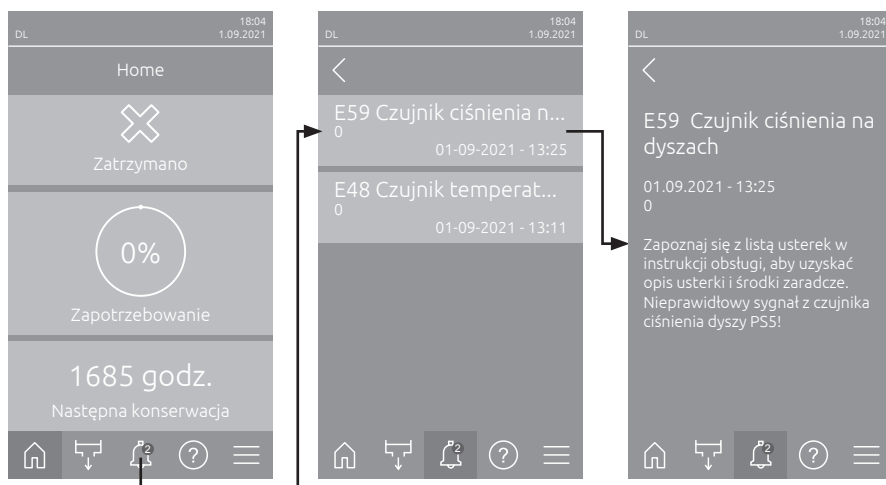 18:04
DL 1.09.2021
Home
Zatrzymano
0%
Zapotrzebowanie
1685 godz.
Następna konserwacja
2
?
18:04
DL 1.09.2021
E59 Czujnik ciśnienia n...
0
01-09-2021 - 13:25
E48 Czujnik temperat...
0
01-09-2021 - 13:11
2
?
18:04
DL 1.09.2021
E59 Czujnik ciśnienia na
dyszach
01.09.2021 - 13:25
0
Zapoznaj się z listą usterek w
instrukcji obsługi, aby uzyskać
opis usterki i środki zaradcze.
Nieprawidłowy sygnał z czujnika
ciśnienia dyszy PS5!
2
?